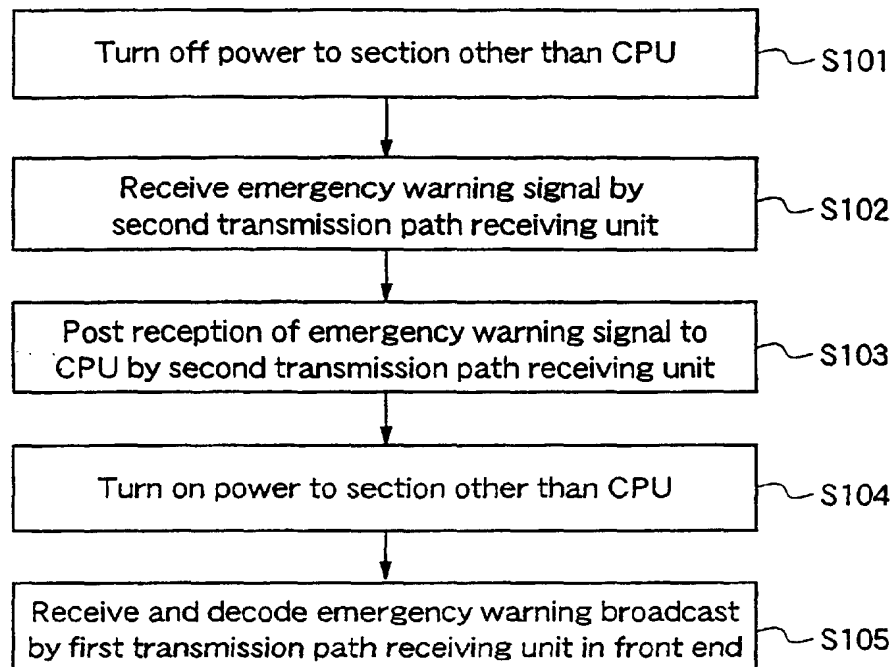 Turn off power to section other than CPU
S101
Receive emergency warning signal by
second transmission path receiving unit
S102
Post reception of emergency warning signal to
CPU by second transmission path receiving unit
S103
Turn on power to section other than CPU
S104
Receive and decode emergency warning broadcast
by first transmission path receiving unit in front end
S105